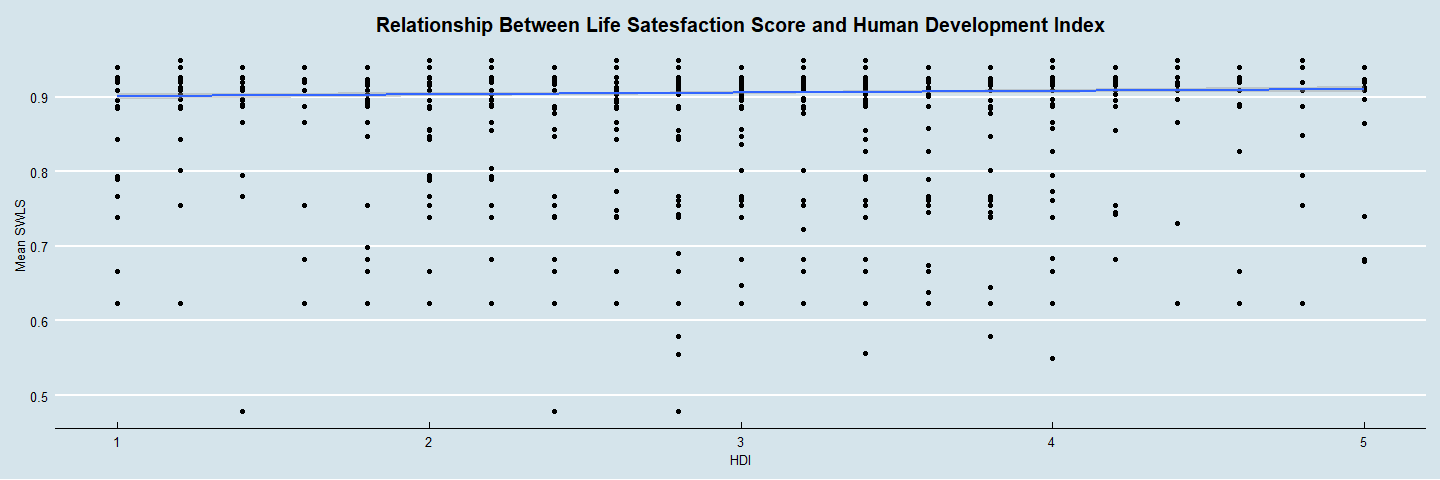 Relationship Between Life Satesfaction Score and Human Development Index
Mean SWLS
0.9
0.8
0.7
0.6
0.5
1 2 3 4 5
HDI